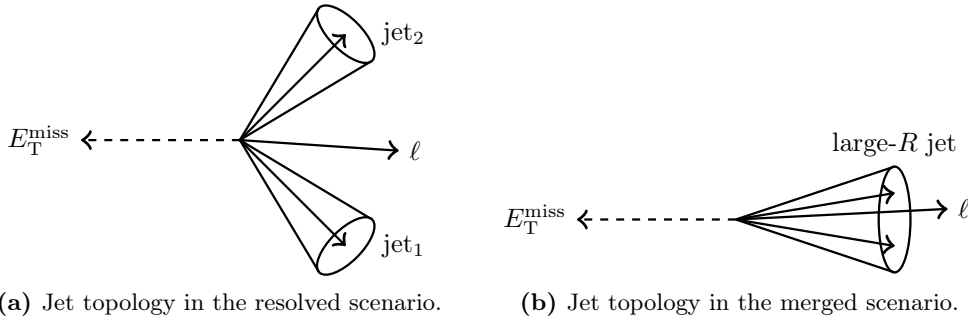 jet₂
E_T^miss
ℓ
jet₁
(a) Jet topology in the resolved scenario.
large-R jet
E_T^miss
ℓ
(b) Jet topology in the merged scenario.